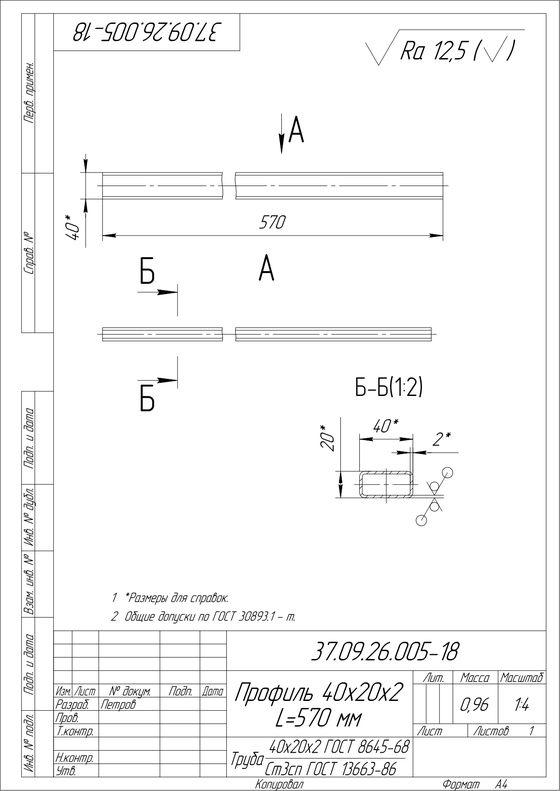 37.09.26.005-18
Ra 12,5 (√)
Перв. примен.
Справ. №
Подп. и дата
Инв. № дубл.
Взам. инв. №
Подп. и дата
Инв. № подл.
А
40*
570
Б
А
Б
Б-Б(1:2)
20*
40*
2*
1 *Размеры для справок.
2 Общие допуски по ГОСТ 30893.1 - m.
37.09.26.005-18
Изм. Лист № докум. Подп. Дата
Разраб. Петров
Пров.
Т.контр.
Н.контр.
Утв.
Профиль 40х20х2
L=570 мм
Лит. Масса Масштаб
0,96 1:4
Лист Листов 1
Труба 40х20х2 ГОСТ 8645-68
Ст3сп ГОСТ 13663-86
Копировал Формат А4